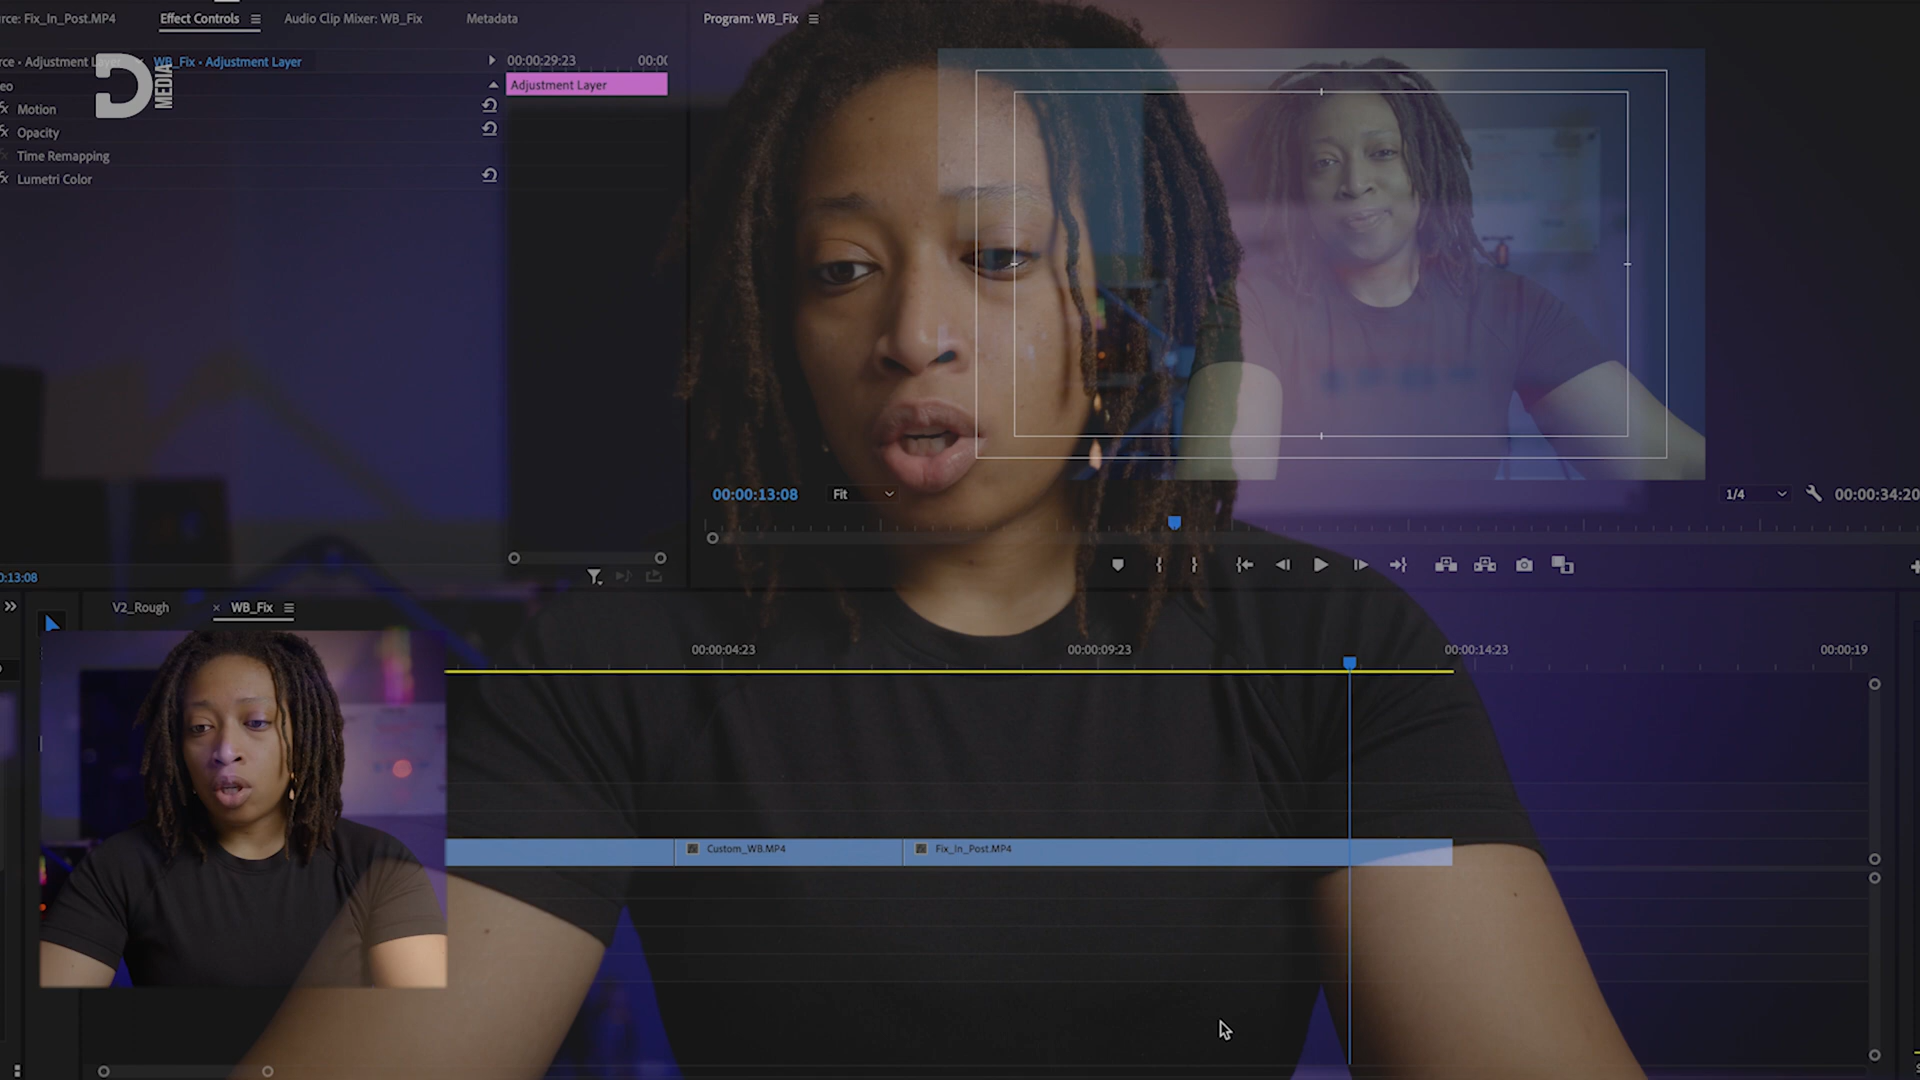 rce: Fix_In_Post.MP4 Effect Controls Audio Clip Mixer: WB_Fix Metadata Program: WB_Fix
rce • Adjustment Layer WB_Fix • Adjustment Layer 00:00:29:23 00:00
D MEDIA
eo Adjustment Layer
fx Motion
fx Opacity
Time Remapping
fx Lumetri Color
00:00:13:08 Fit 1/4 00:00:34:20
0:13:08
V2_Rough × WB_Fix
00:00:04:23 00:00:09:23 00:00:14:23 00:00:19
Custom_WB.MP4 Fix_In_Post.MP4